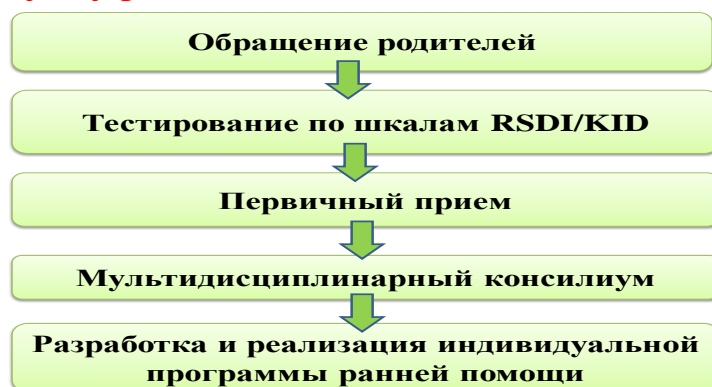 Обращение родителей
Тестирование по шкалам RSDI/KID
Первичный прием
Мультидисциплинарный консилиум
Разработка и реализация индивидуальной
программы ранней помощи